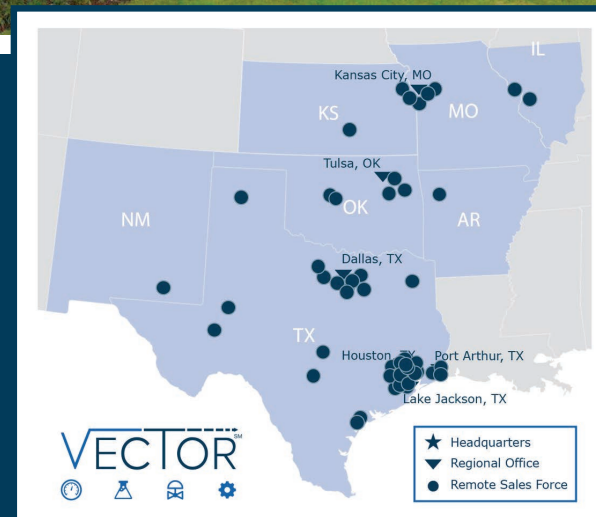 IL
Kansas City, MO
KS
MO
Tulsa, OK
NM
OK
AR
Dallas, TX
TX
Houston, TX
Port Arthur, TX
Lake Jackson, TX
VECTOR
SM
Headquarters
Regional Office
Remote Sales Force